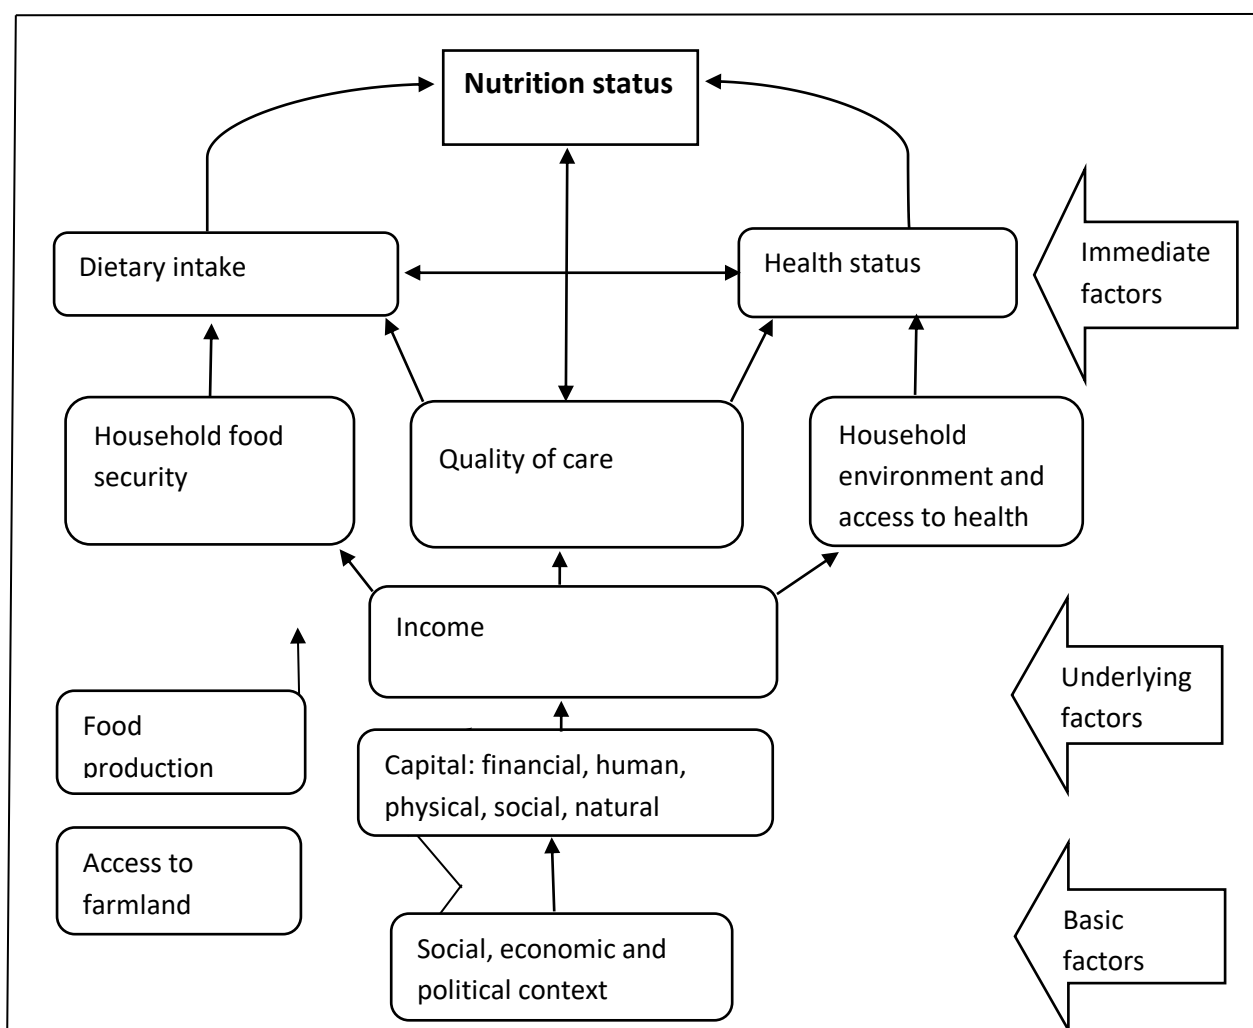 Nutrition status
Dietary intake
Health status
Immediate
factors
Household food
security
Quality of care
Household
environment and
access to health
Income
Underlying
factors
Food
production
Capital: financial, human,
physical, social, natural
Access to
farmland
Social, economic and
political context
Basic
factors